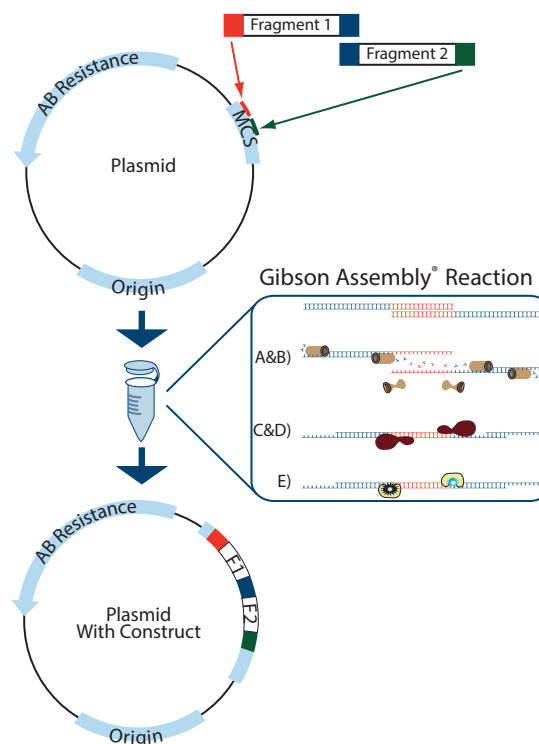 Fragment 1
Fragment 2
AB Resistance
MCS
Plasmid
Origin
Gibson Assembly® Reaction
A&B)
C&D)
E)
AB Resistance
F1
F2
Plasmid
With Construct
Origin